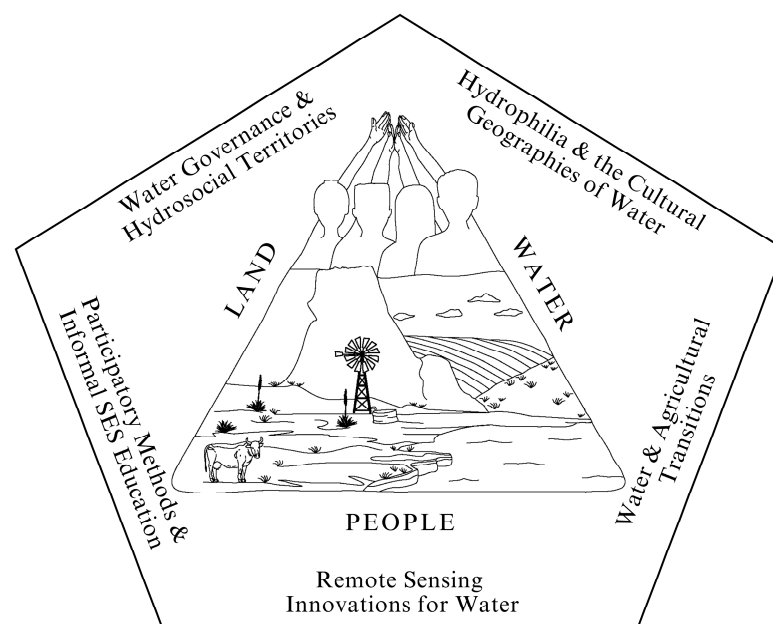 Water Governance &
Hydrosocial Territories
Hydrophilia & the Cultural
Geographies of Water
LAND
WATER
Participatory Methods &
Informal SES Education
Water & Agricultural
Transitions
PEOPLE
Remote Sensing
Innovations for Water